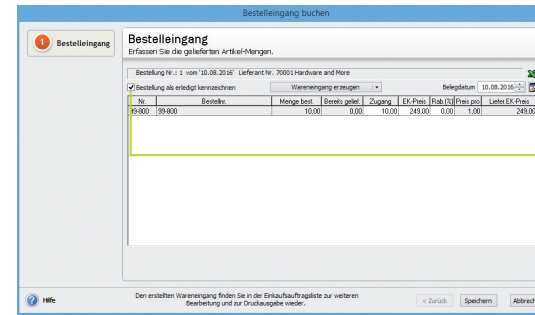 Bestelleingang buchen
1 Bestelleingang
Bestelleingang
Erfassen Sie die gelieferten Artikel-Mengen.
Bestellung Nr.: 1 vom '10.08.2016' Lieferant Nr. 70001 Hardware and More
Bestellung als erledigt kennzeichnen Wareneingang erzeugen Belegdatum 10.08.2016
Nr. Bestellnr. Menge best. Bereits gelief. Zugang EK-Preis Rab.(%) Preis pro Liefer.EK-Preis
99-800 99-800 10,00 0,00 10,00 249,00 0,00 1,00 249,00
Hilfe
Den erstellten Wareneingang finden Sie in der Einkaufsauftragsliste zur weiteren
Bearbeitung und zur Druckausgabe wieder.
< Zurück Speichern Abbrech